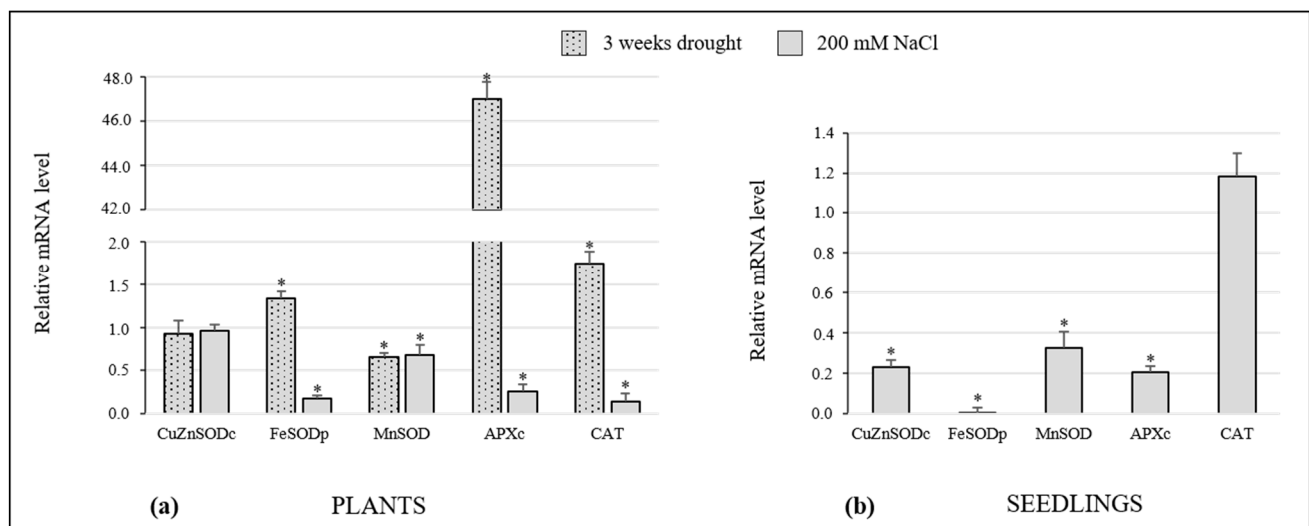 3 weeks drought 200 mM NaCl
Relative mRNA level
48.0
46.0
44.0
42.0
2.0
1.5
1.0
0.5
0.0
* * * * * * * *
CuZnSODc FeSODp MnSOD APXc CAT
(a) PLANTS
Relative mRNA level
1.4
1.2
1.0
0.8
0.6
0.4
0.2
0.0
* * * *
CuZnSODc FeSODp MnSOD APXc CAT
(b) SEEDLINGS